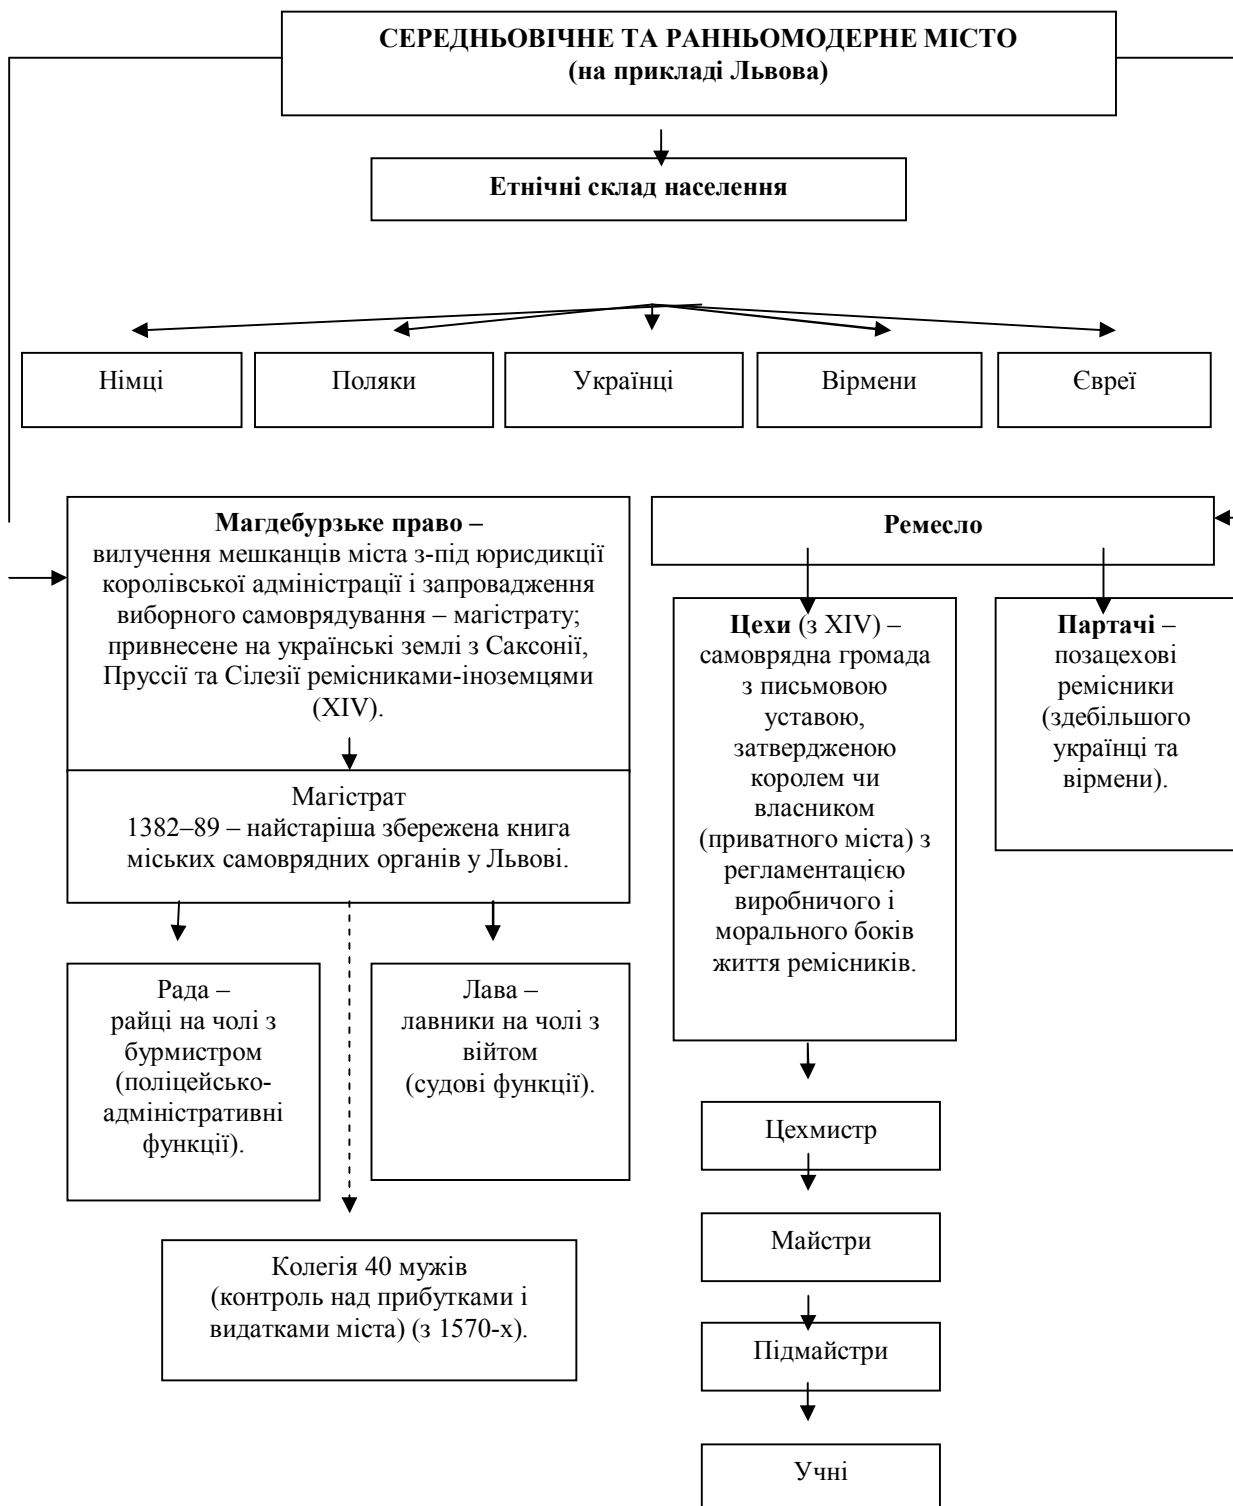 СЕРЕДНЬОВІЧНЕ ТА РАННЬОМОДЕРНЕ МІСТО
(на прикладі Львова)
Етнічні склад населення
Німці
Поляки
Українці
Вірмени
Євреї
Магдебурзьке право –
вилучення мешканців міста з-під юрисдикції
королівської адміністрації і запровадження
виборного самоврядування – магістрату;
привнесене на українські землі з Саксонії,
Пруссії та Сілезії ремісниками-іноземцями
(XIV).
Магістрат
1382–89 – найстаріша збережена книга
міських самоврядних органів у Львові.
Рада –
райці на чолі з
бурмистром
(поліцейсько-
адміністративні
функції).
Лава –
лавники на чолі з
війтом
(судові функції).
Колегія 40 мужів
(контроль над прибутками і
видатками міста) (з 1570-х).
Ремесло
Цехи (з XIV) –
самоврядна громада
з письмовою
уставою,
затвердженою
королем чи
власником
(приватного міста) з
регламентацією
виробничого і
морального боків
життя ремісників.
Партачі –
позацехові
ремісники
(здебільшого
українці та
вірмени).
Цехмистр
Майстри
Підмайстри
Учні